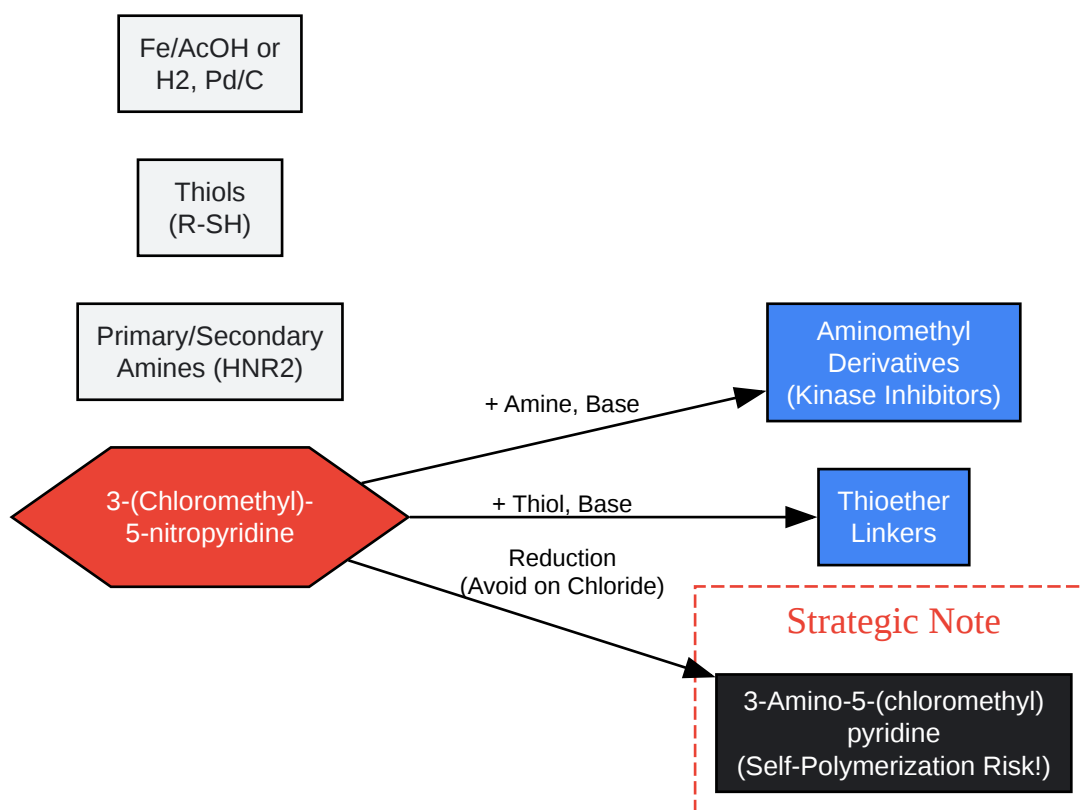 Fe/AcOH or
H2, Pd/C
Thiols
(R-SH)
Primary/Secondary
Amines (HNR2)
Aminomethyl
Derivatives
(Kinase Inhibitors)
+ Amine, Base
3-(Chloromethyl)-
5-nitropyridine
+ Thiol, Base
Thioether
Linkers
Reduction
(Avoid on Chloride)
Strategic Note
3-Amino-5-(chloromethyl)
pyridine
(Self-Polymerization Risk!)